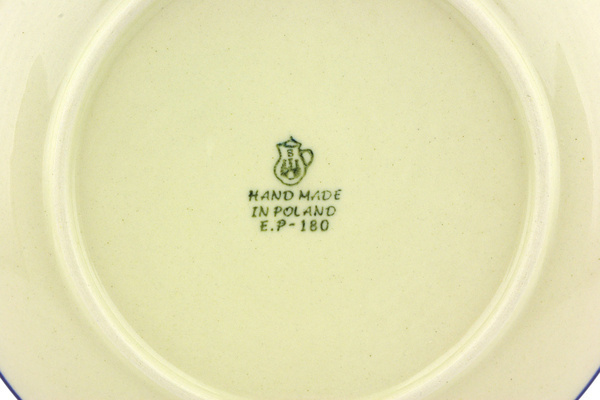 B
HAND MADE
IN POLAND
E.P-180